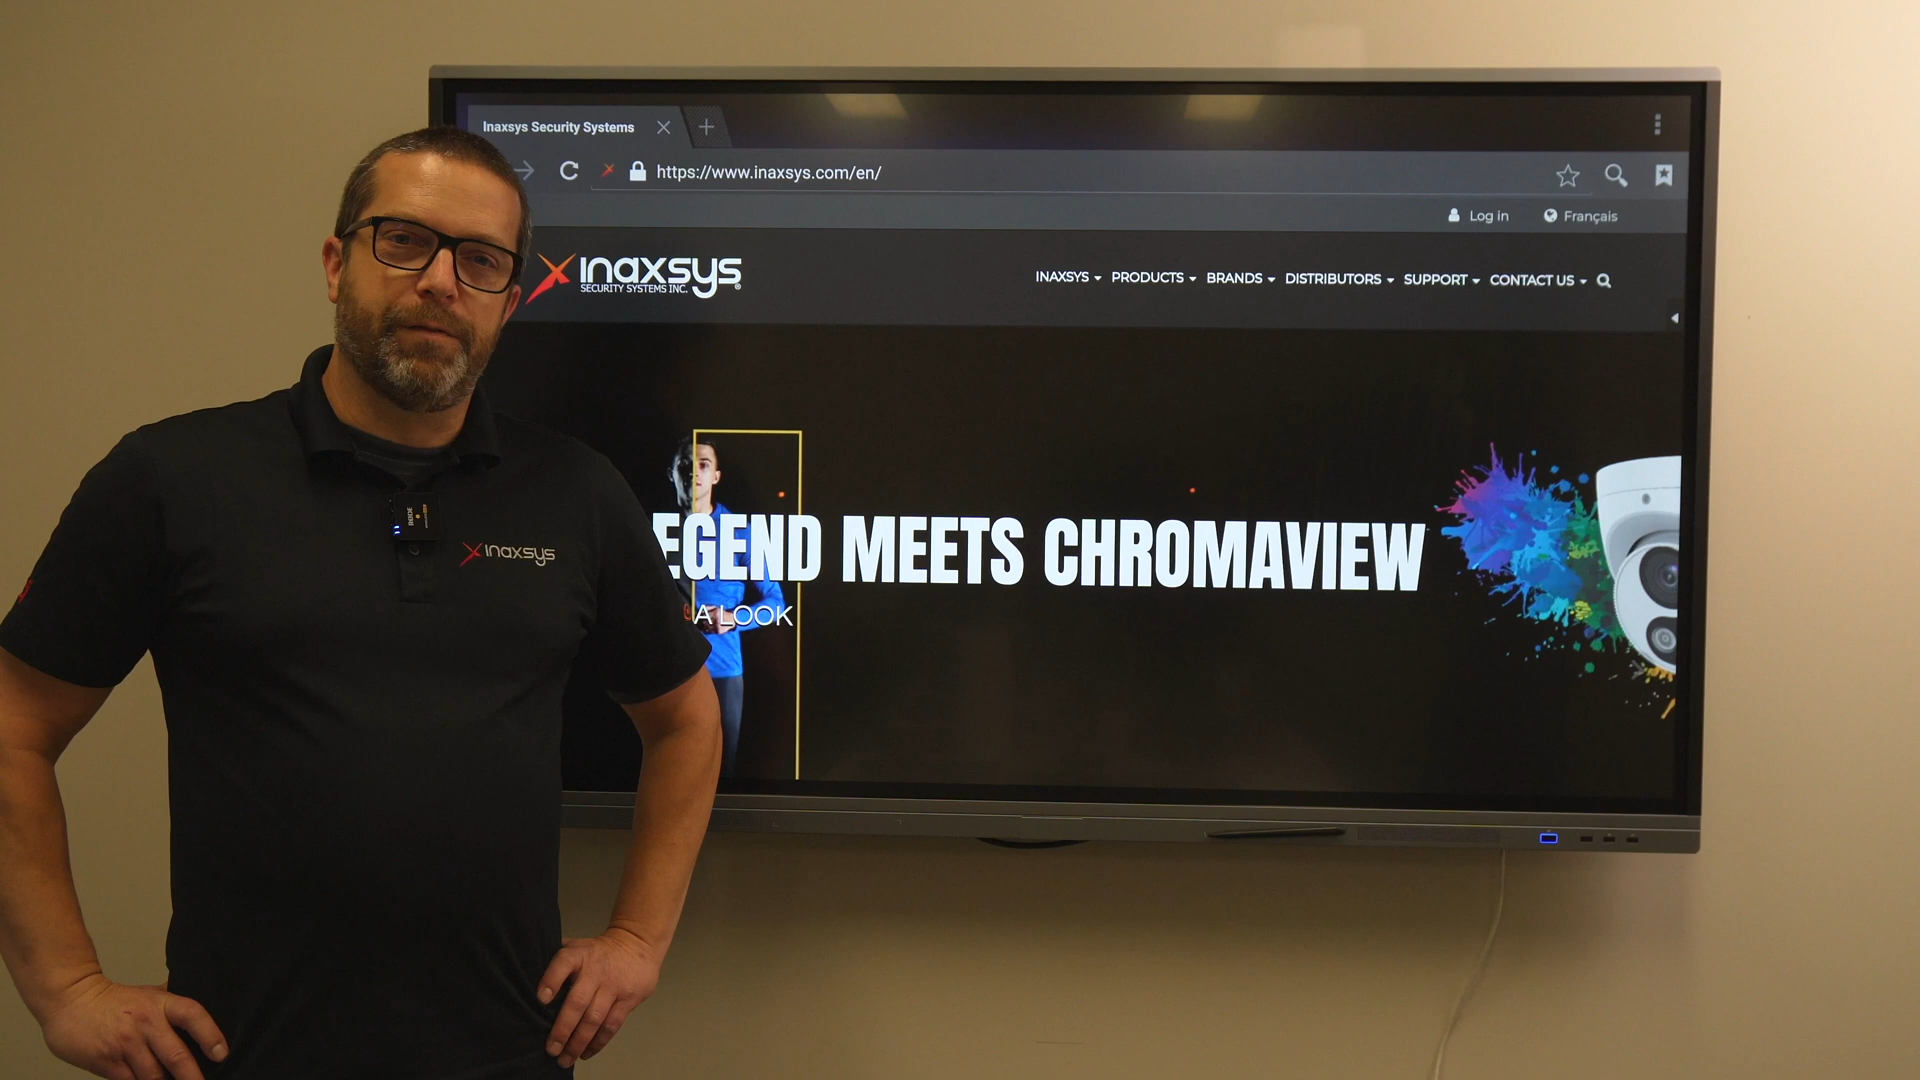 Inaxsys Security Systems
https://www.inaxsys.com/en/
Log in
Français
inaxsys
SECURITY SYSTEMS INC.
INAXSYS
PRODUCTS
BRANDS
DISTRIBUTORS
SUPPORT
CONTACT US
EGEND MEETS CHROMAVIEW
A LOOK
RØDE
inaxsys